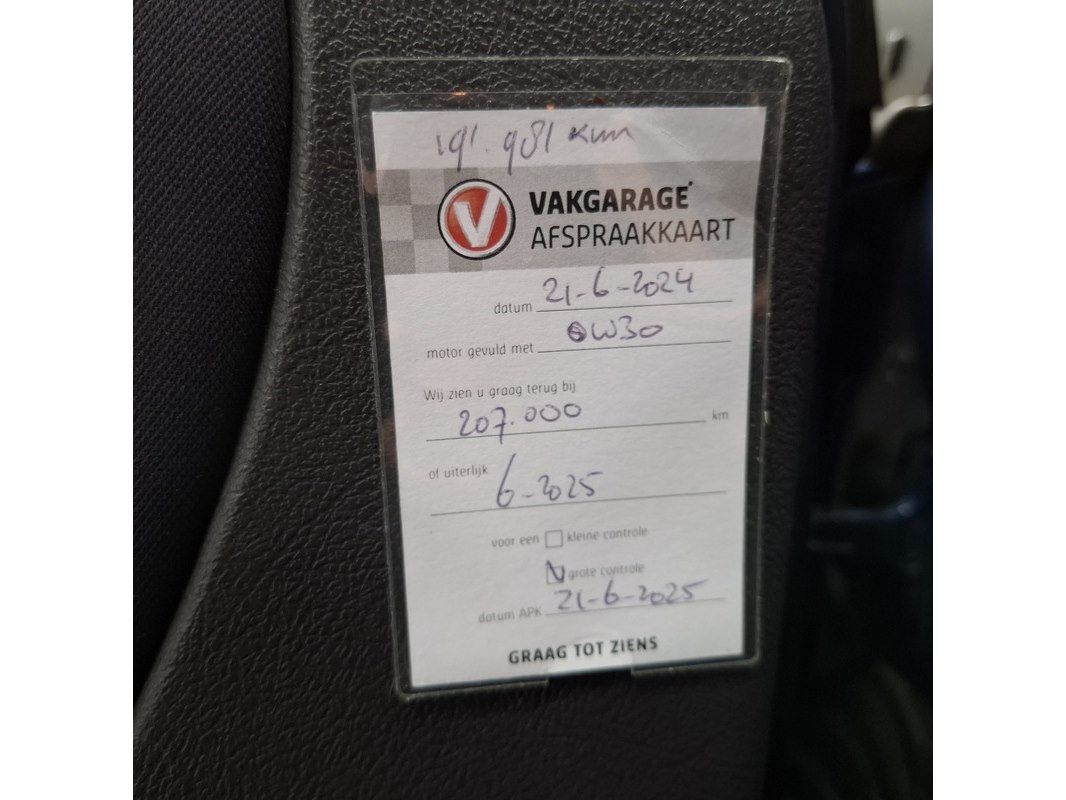 191.981 km
V VAKGARAGE
AFSPRAAKKAART
datum 21-6-2024
motor gevuld met 0W30
Wij zien u graag terug bij
207.000 km
of uiterlijk 6-2025
voor een kleine controle
grote controle
datum APK 21-6-2025
GRAAG TOT ZIENS